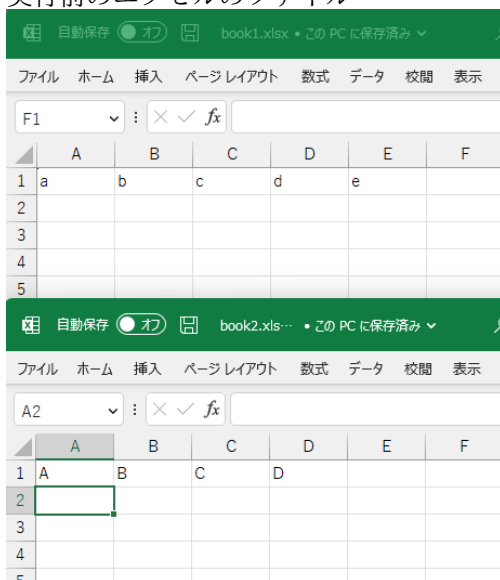 実行前のエクセルのファイル
自動保存 オフ book1.xlsx • この PC に保存済み
ファイル ホーム 挿入 ページ レイアウト 数式 データ 校閲 表示
F1 fx
A B C D E F
1 a b c d e
2
3
4
5
自動保存 オフ book2.xls… • この PC に保存済み
ファイル ホーム 挿入 ページ レイアウト 数式 データ 校閲 表示
A2 fx
A B C D E F
1 A B C D
2
3
4
5